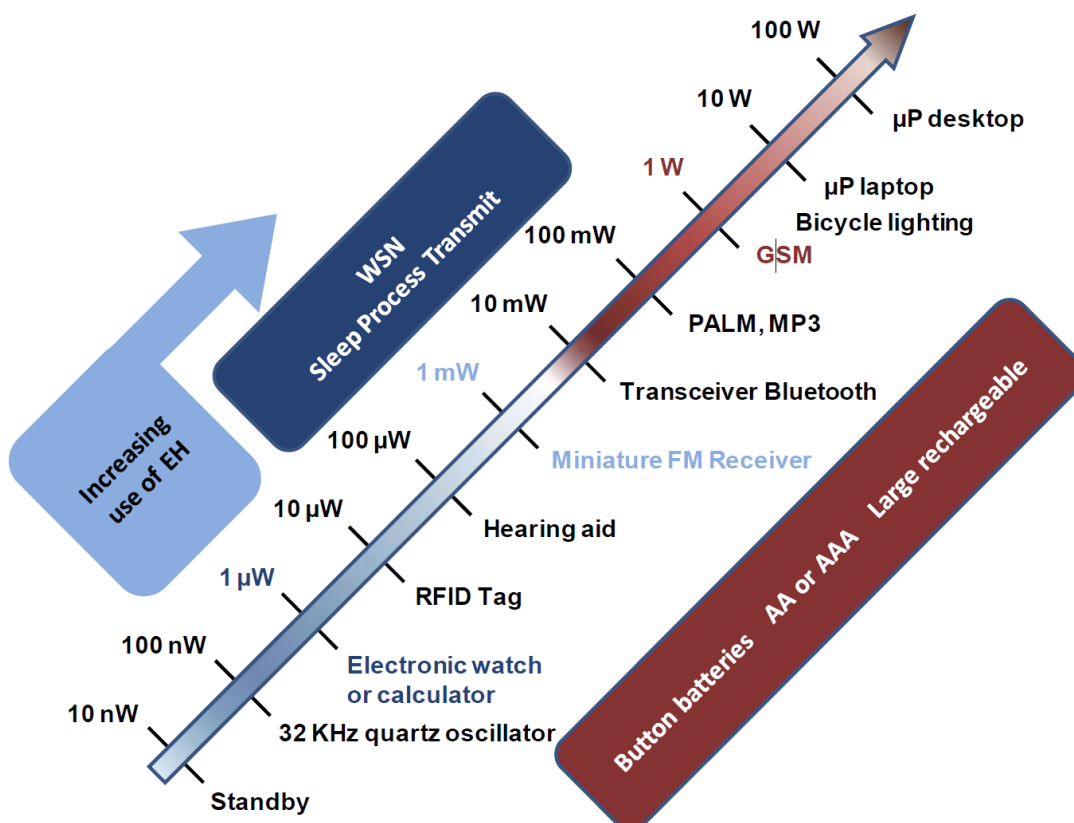 100 W
10 W
1 W
100 mW
10 mW
1 mW
100 µW
10 µW
1 µW
100 nW
10 nW
µP desktop
µP laptop
Bicycle lighting
GSM
PALM, MP3
Transceiver Bluetooth
Miniature FM Receiver
Hearing aid
RFID Tag
Electronic watch
or calculator
32 KHz quartz oscillator
Standby
WSN
Sleep Process Transmit
Increasing
use of EH
Button batteries AA or AAA Large rechargeable